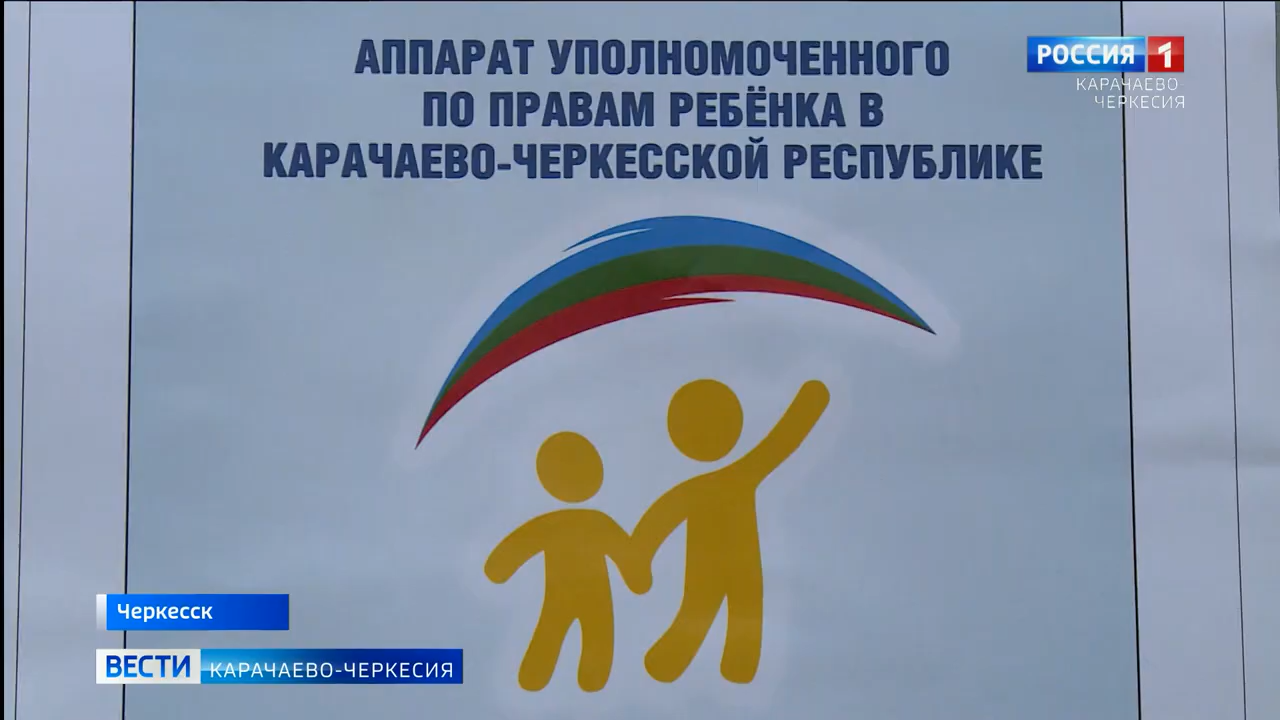 АППАРАТ УПОЛНОМОЧЕННОГО
ПО ПРАВАМ РЕБЁНКА В
КАРАЧАЕВО-ЧЕРКЕССКОЙ РЕСПУБЛИКЕ
РОССИЯ 1
КАРАЧАЕВО
ЧЕРКЕСИЯ
Черкесск
ВЕСТИ КАРАЧАЕВО-ЧЕРКЕСИЯ